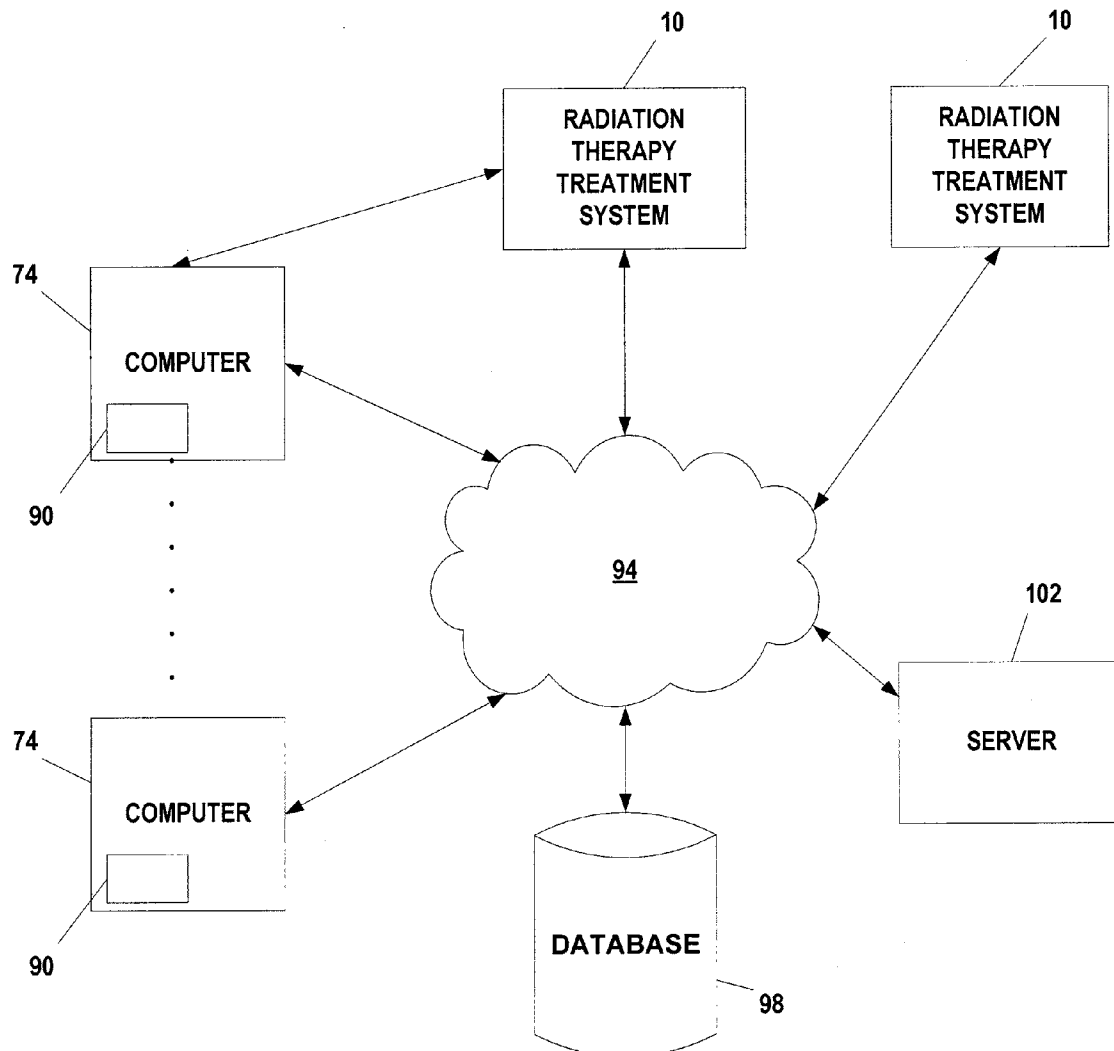 10
10
RADIATION
THERAPY
TREATMENT
SYSTEM
RADIATION
THERAPY
TREATMENT
SYSTEM
74
COMPUTER
90
94
102
SERVER
74
COMPUTER
90
DATABASE
98